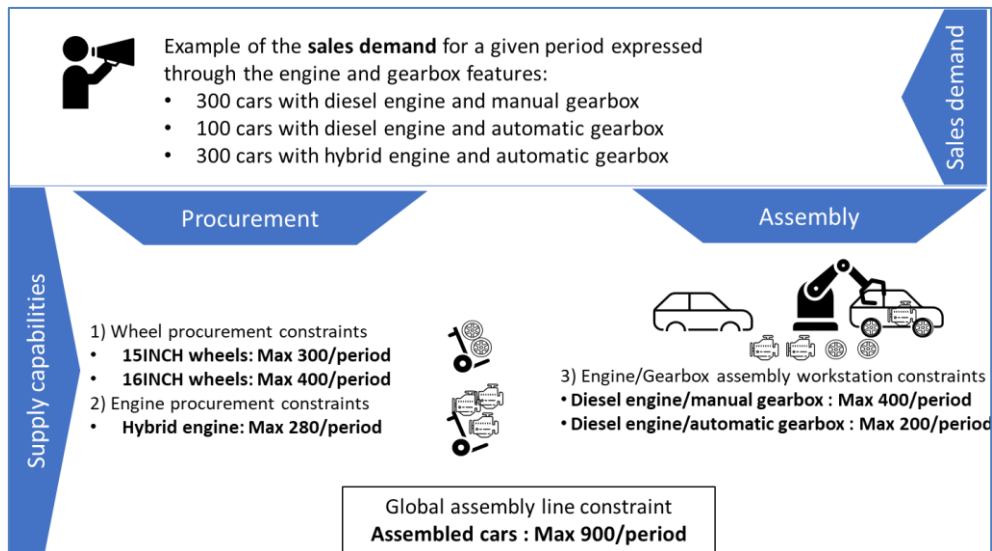 Example of the sales demand for a given period expressed
through the engine and gearbox features:
• 300 cars with diesel engine and manual gearbox
• 100 cars with diesel engine and automatic gearbox
• 300 cars with hybrid engine and automatic gearbox
Sales demand
Supply capabilities
Procurement
Assembly
1) Wheel procurement constraints
• 15INCH wheels: Max 300/period
• 16INCH wheels: Max 400/period
2) Engine procurement constraints
• Hybrid engine: Max 280/period
3) Engine/Gearbox assembly workstation constraints
• Diesel engine/manual gearbox : Max 400/period
• Diesel engine/automatic gearbox : Max 200/period
Global assembly line constraint
Assembled cars : Max 900/period